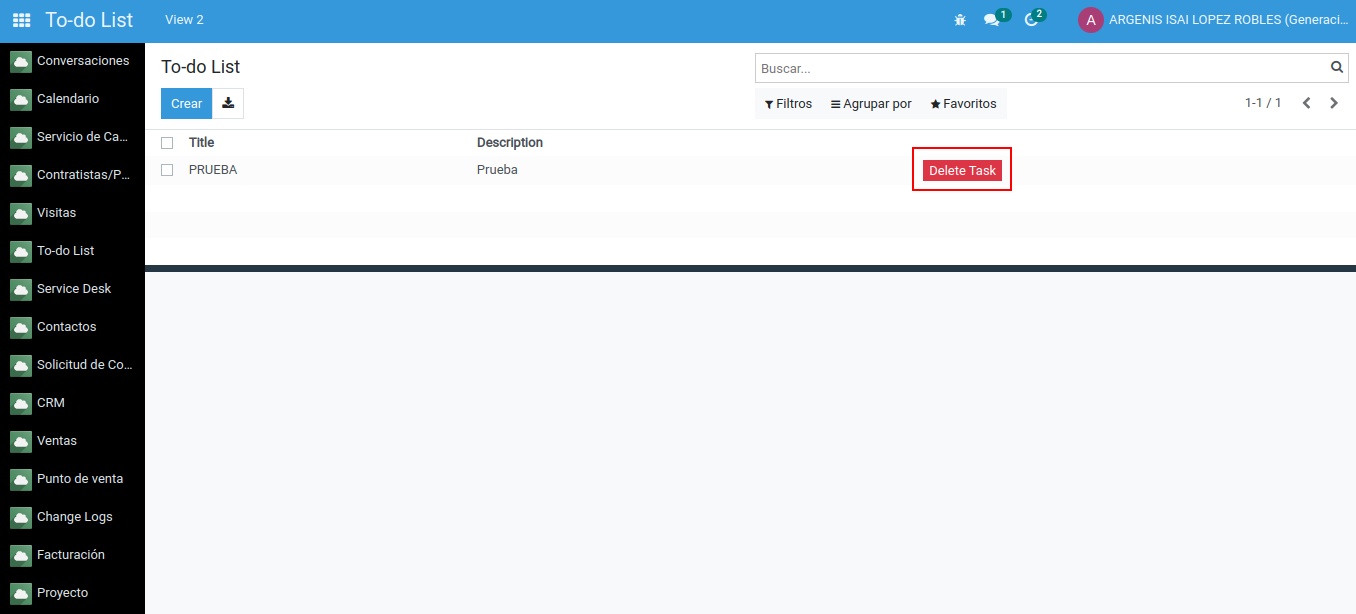 To-do List View 2 1 2 A ARGENIS ISAI LOPEZ ROBLES (Generaci...
Conversaciones
Calendario
Servicio de Ca...
Contratistas/P...
Visitas
To-do List
Service Desk
Contactos
Solicitud de Co...
CRM
Ventas
Punto de venta
Change Logs
Facturación
Proyecto
To-do List
Buscar...
Crear
Filtros Agrupar por Favoritos 1-1 / 1
Title Description
PRUEBA Prueba Delete Task